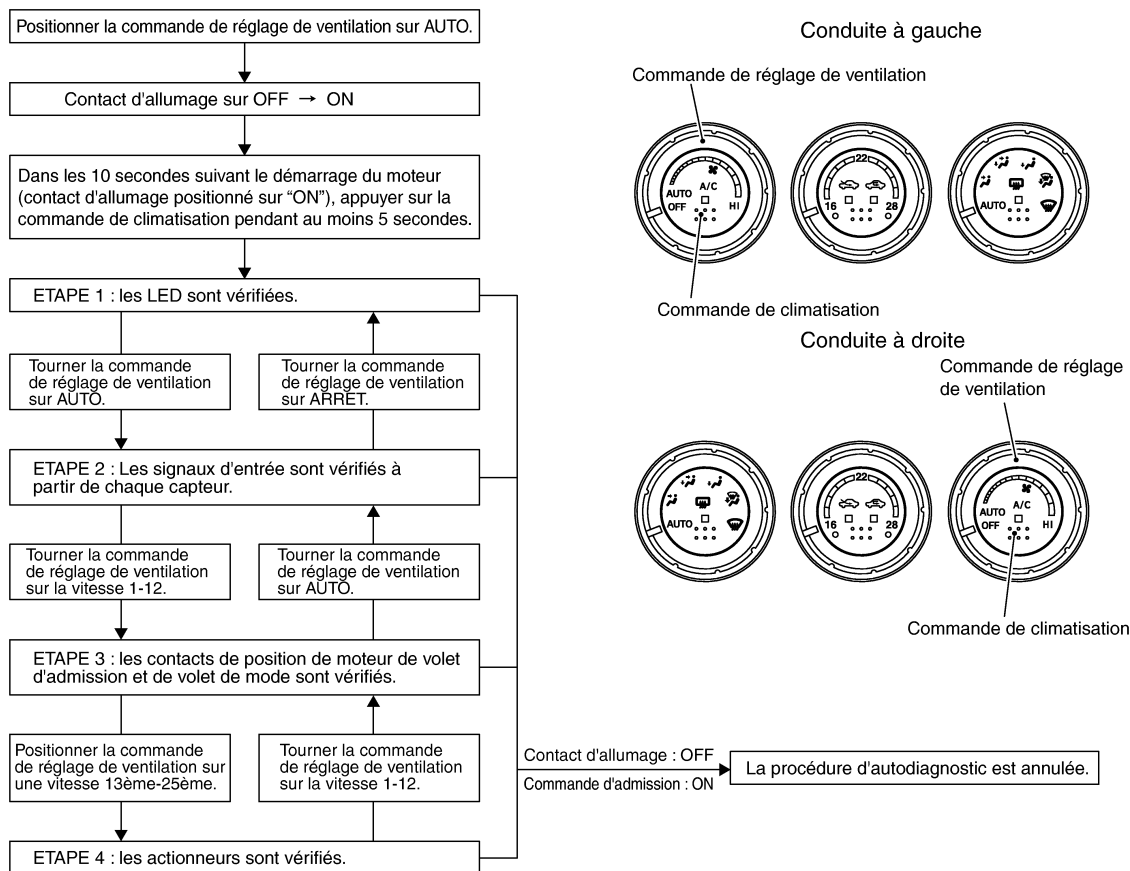 Positionner la commande de réglage de ventilation sur AUTO.
Contact d'allumage sur OFF → ON
Dans les 10 secondes suivant le démarrage du moteur
(contact d'allumage positionné sur “ON”), appuyer sur la
commande de climatisation pendant au moins 5 secondes.
ETAPE 1 : les LED sont vérifiées.
Tourner la commande
de réglage de ventilation
sur AUTO.
Tourner la commande
de réglage de ventilation
sur ARRET.
ETAPE 2 : Les signaux d'entrée sont vérifiés à
partir de chaque capteur.
Tourner la commande
de réglage de ventilation
sur la vitesse 1-12.
Tourner la commande
de réglage de ventilation
sur AUTO.
ETAPE 3 : les contacts de position de moteur de volet
d'admission et de volet de mode sont vérifiés.
Positionner la commande
de réglage de ventilation sur
une vitesse 13ème-25ème.
Tourner la commande
de réglage de ventilation
sur la vitesse 1-12.
ETAPE 4 : les actionneurs sont vérifiés.
Contact d'allumage : OFF
Commande d'admission : ON
La procédure d'autodiagnostic est annulée.
Conduite à gauche
Commande de réglage de ventilation
AUTO
OFF
A/C
HI
22
16
28
AUTO
Commande de climatisation
Conduite à droite
Commande de réglage
de ventilation
AUTO
22
16
28
AUTO
OFF
A/C
HI
Commande de climatisation